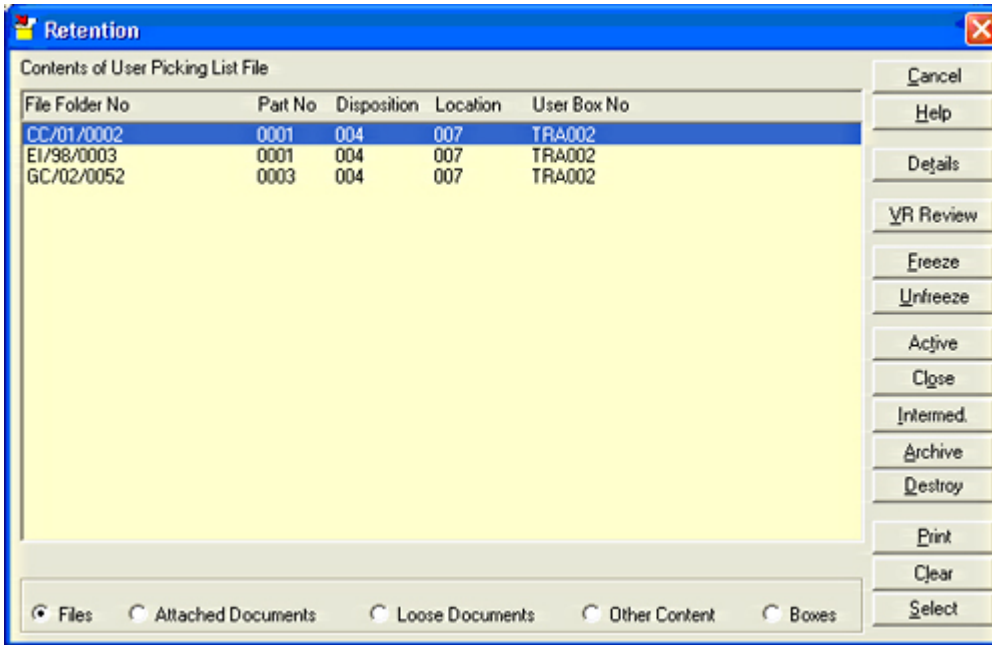 Retention
Contents of User Picking List File
File Folder No Part No Disposition Location User Box No
CC/01/0002 0001 004 007 TRA002
EI/98/0003 0001 004 007 TRA002
GC/02/0052 0003 004 007 TRA002
Cancel
Help
Details
VR Review
Freeze
Unfreeze
Active
Close
Intermed.
Archive
Destroy
Print
Clear
Select
Files Attached Documents Loose Documents Other Content Boxes